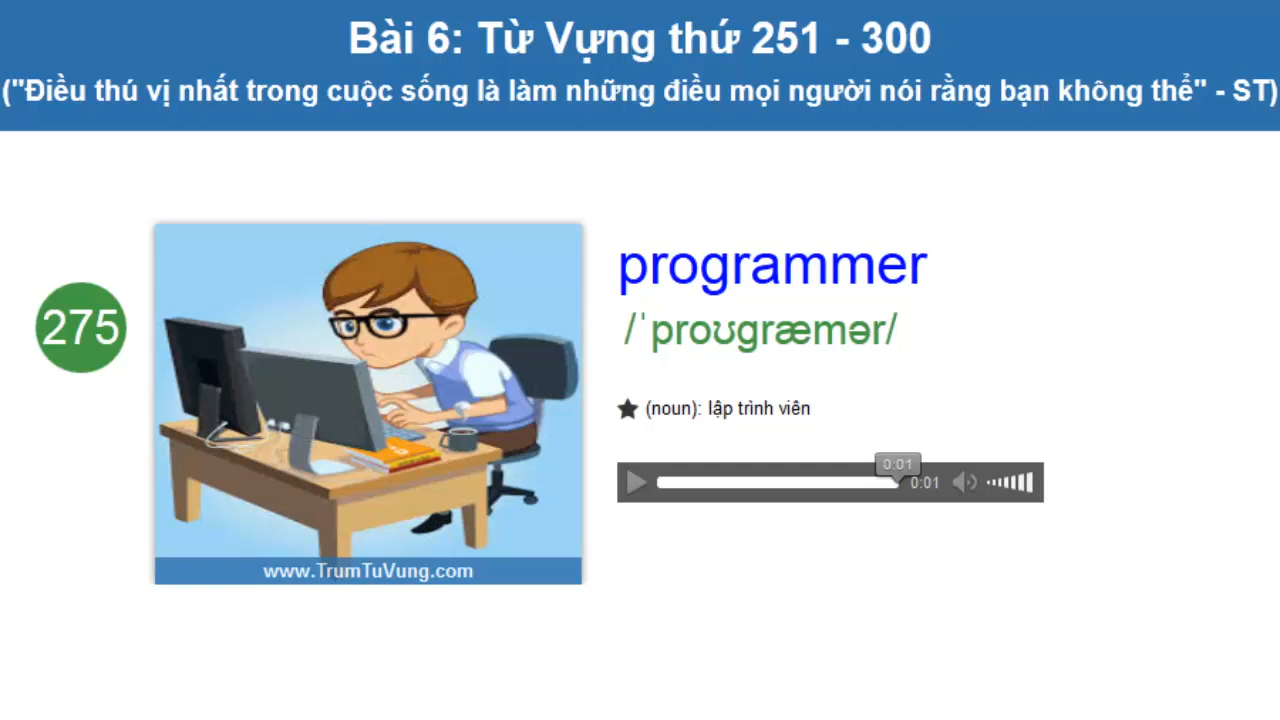 Bài 6: Từ Vựng thứ 251 - 300
("Điều thú vị nhất trong cuộc sống là làm những điều mọi người nói rằng bạn không thể" - ST)
275
programmer
/ˈproʊgræmər/
(noun): lập trình viên
0:01
0:01
www.TrumTuVung.com